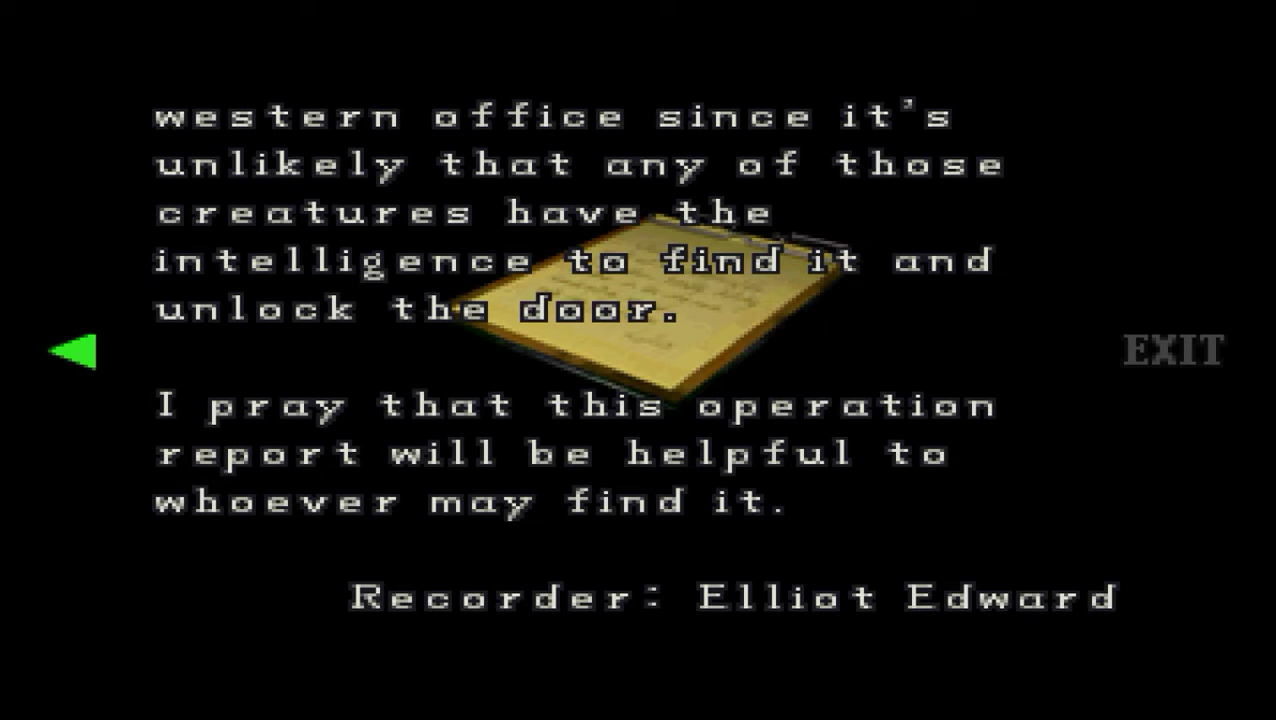 western office since it's
unlikely that any of those
creatures have the
intelligence to find it and
unlock the door.
I pray that this operation
report will be helpful to
whoever may find it.
Recorder: Elliot Edward
EXIT